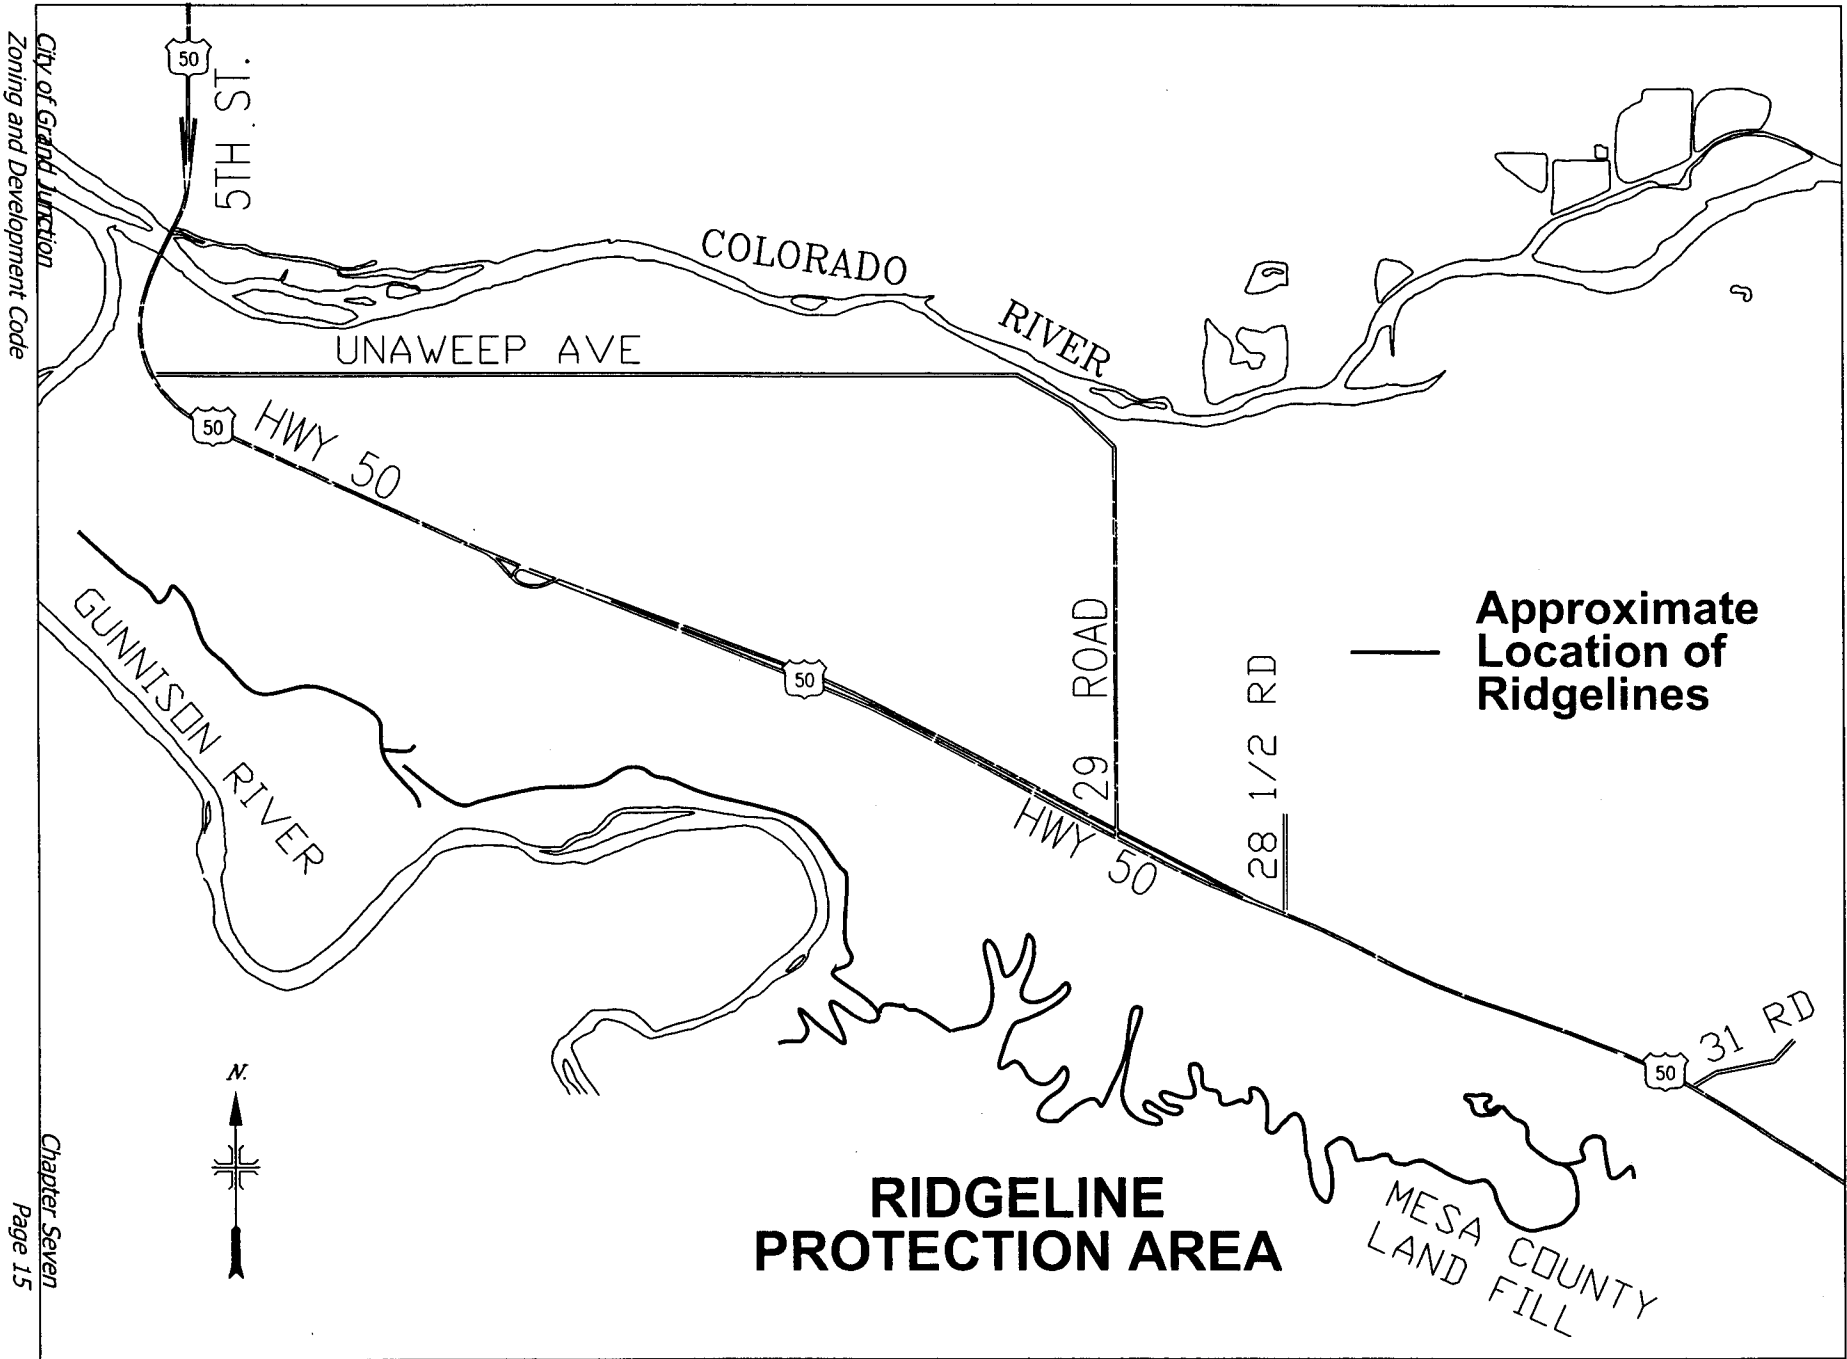 City of Grand Junction
Zoning and Development Code
50
5TH ST.
COLORADO
RIVER
UNAWEEP AVE
50
HWY 50
GUNNISON RIVER
50
29 ROAD
28 1/2 RD
Approximate
Location of
Ridgelines
HWY 50
31 RD
50
N.
RIDGELINE
PROTECTION AREA
MESA COUNTY
LAND FILL
Chapter Seven
Page 15